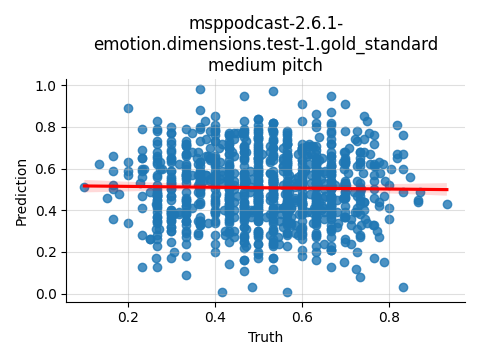 msppodcast-2.6.1-
emotion.dimensions.test-1.gold_standard
medium pitch
1.0
0.8
0.6
0.4
0.2
0.0
Prediction
0.2 0.4 0.6 0.8
Truth